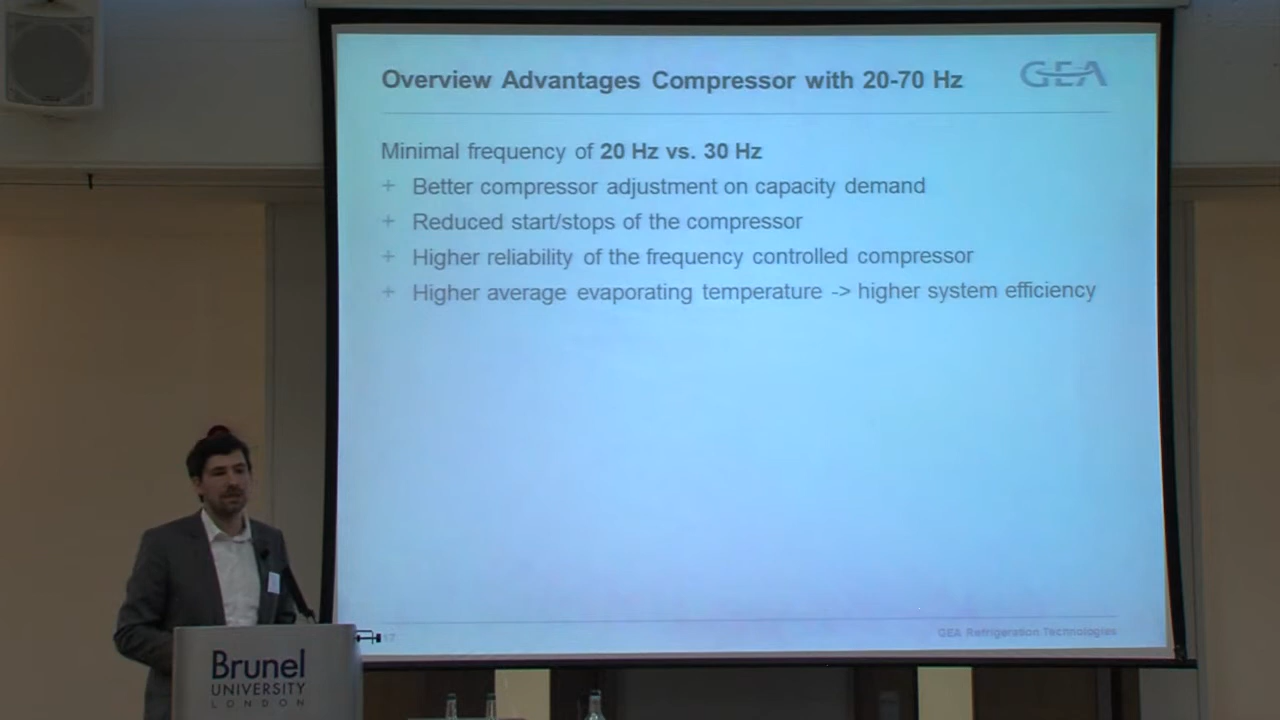 Overview Advantages Compressor with 20-70 Hz
GEA
Minimal frequency of 20 Hz vs. 30 Hz
+ Better compressor adjustment on capacity demand
+ Reduced start/stops of the compressor
+ Higher reliability of the frequency controlled compressor
+ Higher average evaporating temperature -> higher system efficiency
17
GEA Refrigeration Technologies
Brunel
UNIVERSITY
LONDON